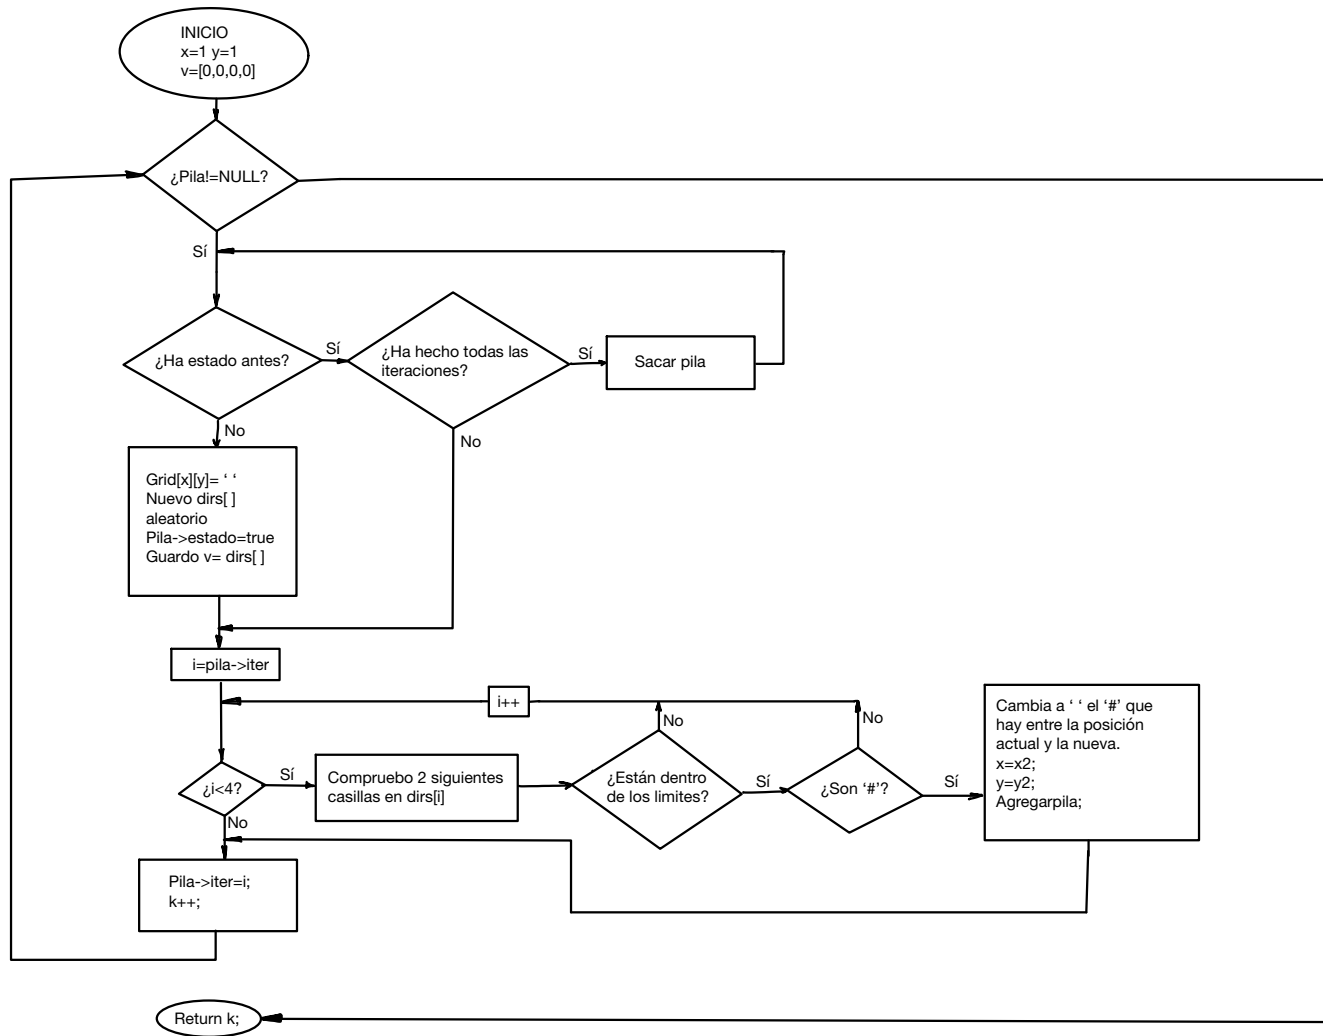 INICIO
x=1 y=1
v=[0,0,0,0]
¿Pila!=NULL?
Sí
¿Ha estado antes?
Sí
¿Ha hecho todas las
iteraciones?
Sí
Sacar pila
No
No
Grid[x][y]= ‘ ‘
Nuevo dirs[ ]
aleatorio
Pila->estado=true
Guardo v= dirs[ ]
i=pila->iter
i++
No
No
Cambia a ‘ ‘ el ‘#’ que
hay entre la posición
actual y la nueva.
x=x2;
y=y2;
Agregarpila;
¿i<4?
Sí
Compruebo 2 siguientes
casillas en dirs[i]
¿Están dentro
de los limites?
Sí
¿Son ‘#’?
Sí
No
Pila->iter=i;
k++;
Return k;